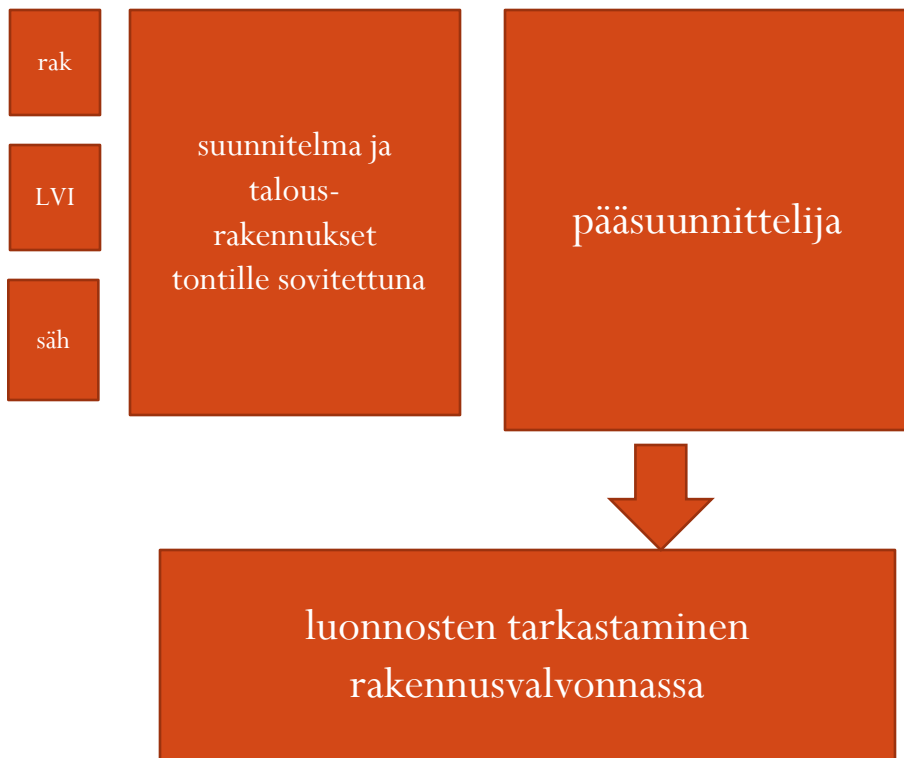 rak
LVI
säh
suunnitelma ja
talous-
rakennukset
tontille sovitettuna
pääsuunnittelija
luonnosten tarkastaminen
rakennusvalvonnassa